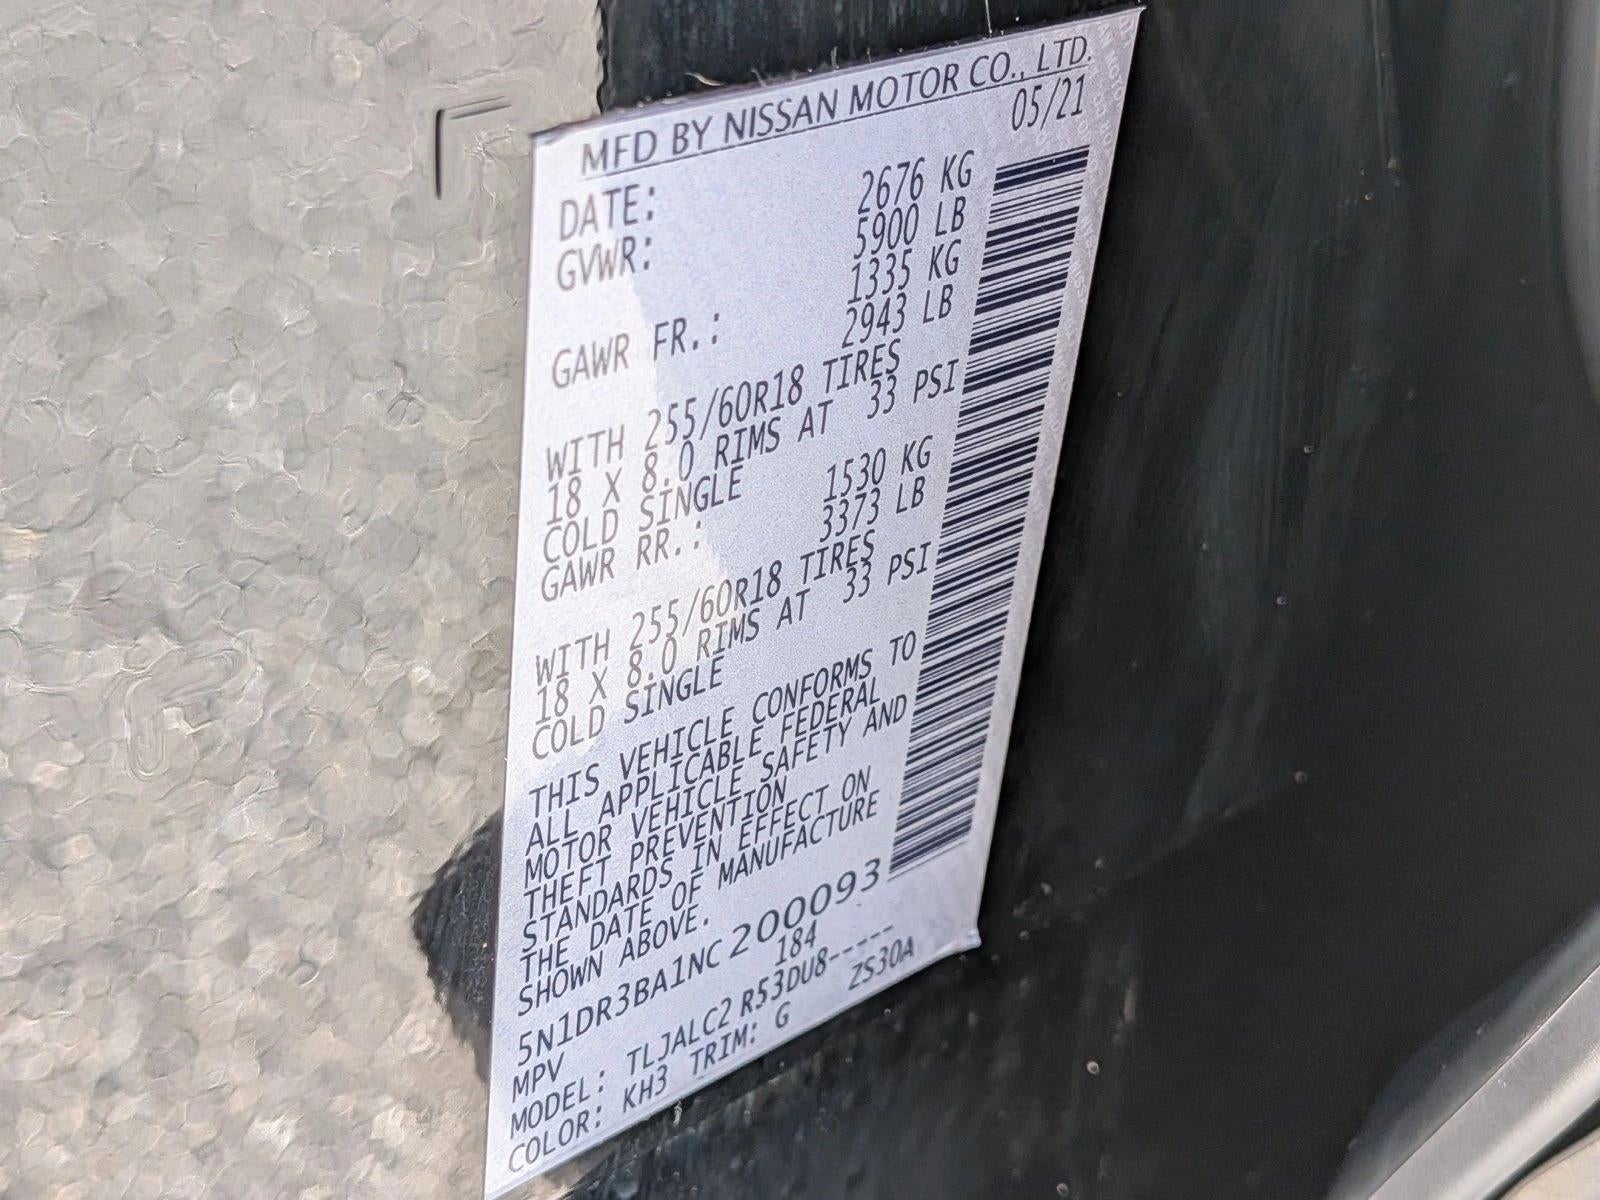 MFD BY NISSAN MOTOR CO., LTD.
DATE: 05/21
GVWR: 2676 KG
5900 LB
GAWR FR.: 1335 KG
2943 LB
WITH 255/60R18 TIRES
18 X 8.0 RIMS AT 33 PSI
COLD SINGLE
GAWR RR.: 1530 KG
3373 LB
WITH 255/60R18 TIRES
18 X 8.0 RIMS AT 33 PSI
COLD SINGLE
THIS VEHICLE CONFORMS TO
ALL APPLICABLE FEDERAL
MOTOR VEHICLE SAFETY AND
THEFT PREVENTION
STANDARDS IN EFFECT ON
THE DATE OF MANUFACTURE
SHOWN ABOVE.
5N1DR3BA1NC200093
MPV 184
MODEL: TLJALC2 R53DU8-----
COLOR: KH3 TRIM: G ZS30A